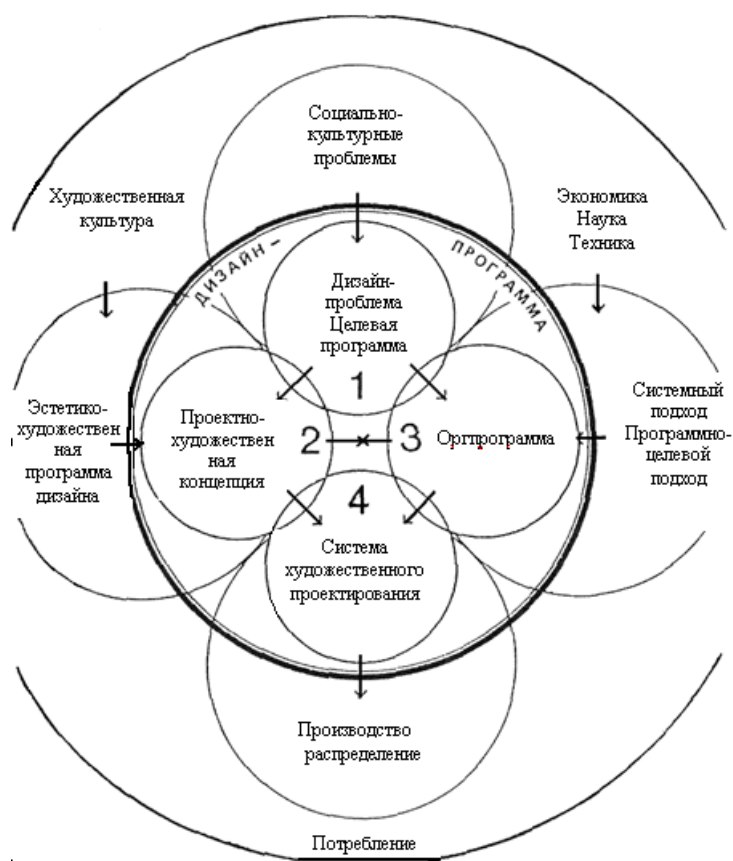 Социально-
культурные
проблемы
Художественная
культура
Экономика
Наука
Техника
ДИЗАЙН –
ПРОГРАММА
Дизайн-
проблема
Целевая
программа
1
Эстетико-
художествен
ная
программа
дизайна
Проектно-
художествен
ная
концепция
2
3
Оргпрограмма
Системный
подход
Программно-
целевой
подход
4
Система
художественного
проектирования
Производство
распределение
Потребление